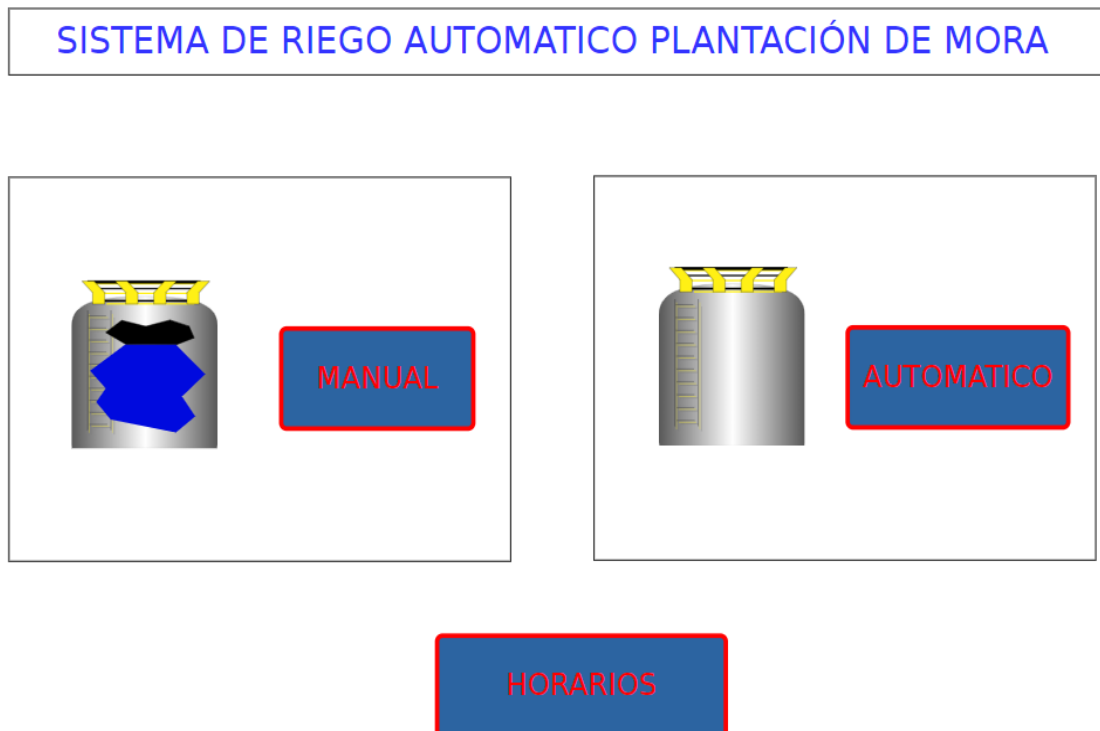 SISTEMA DE RIEGO AUTOMATICO PLANTACIÓN DE MORA
MANUAL
AUTOMATICO
HORARIOS